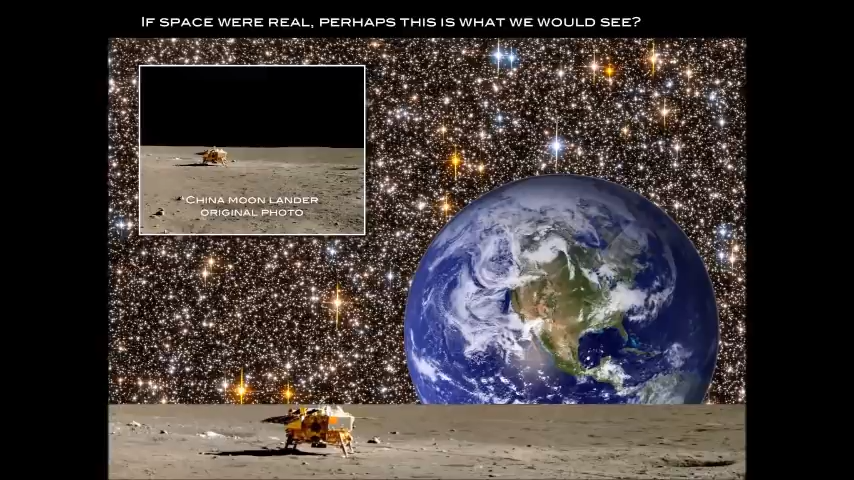 If space were real, perhaps this is what we would see?
*China moon lander
original photo